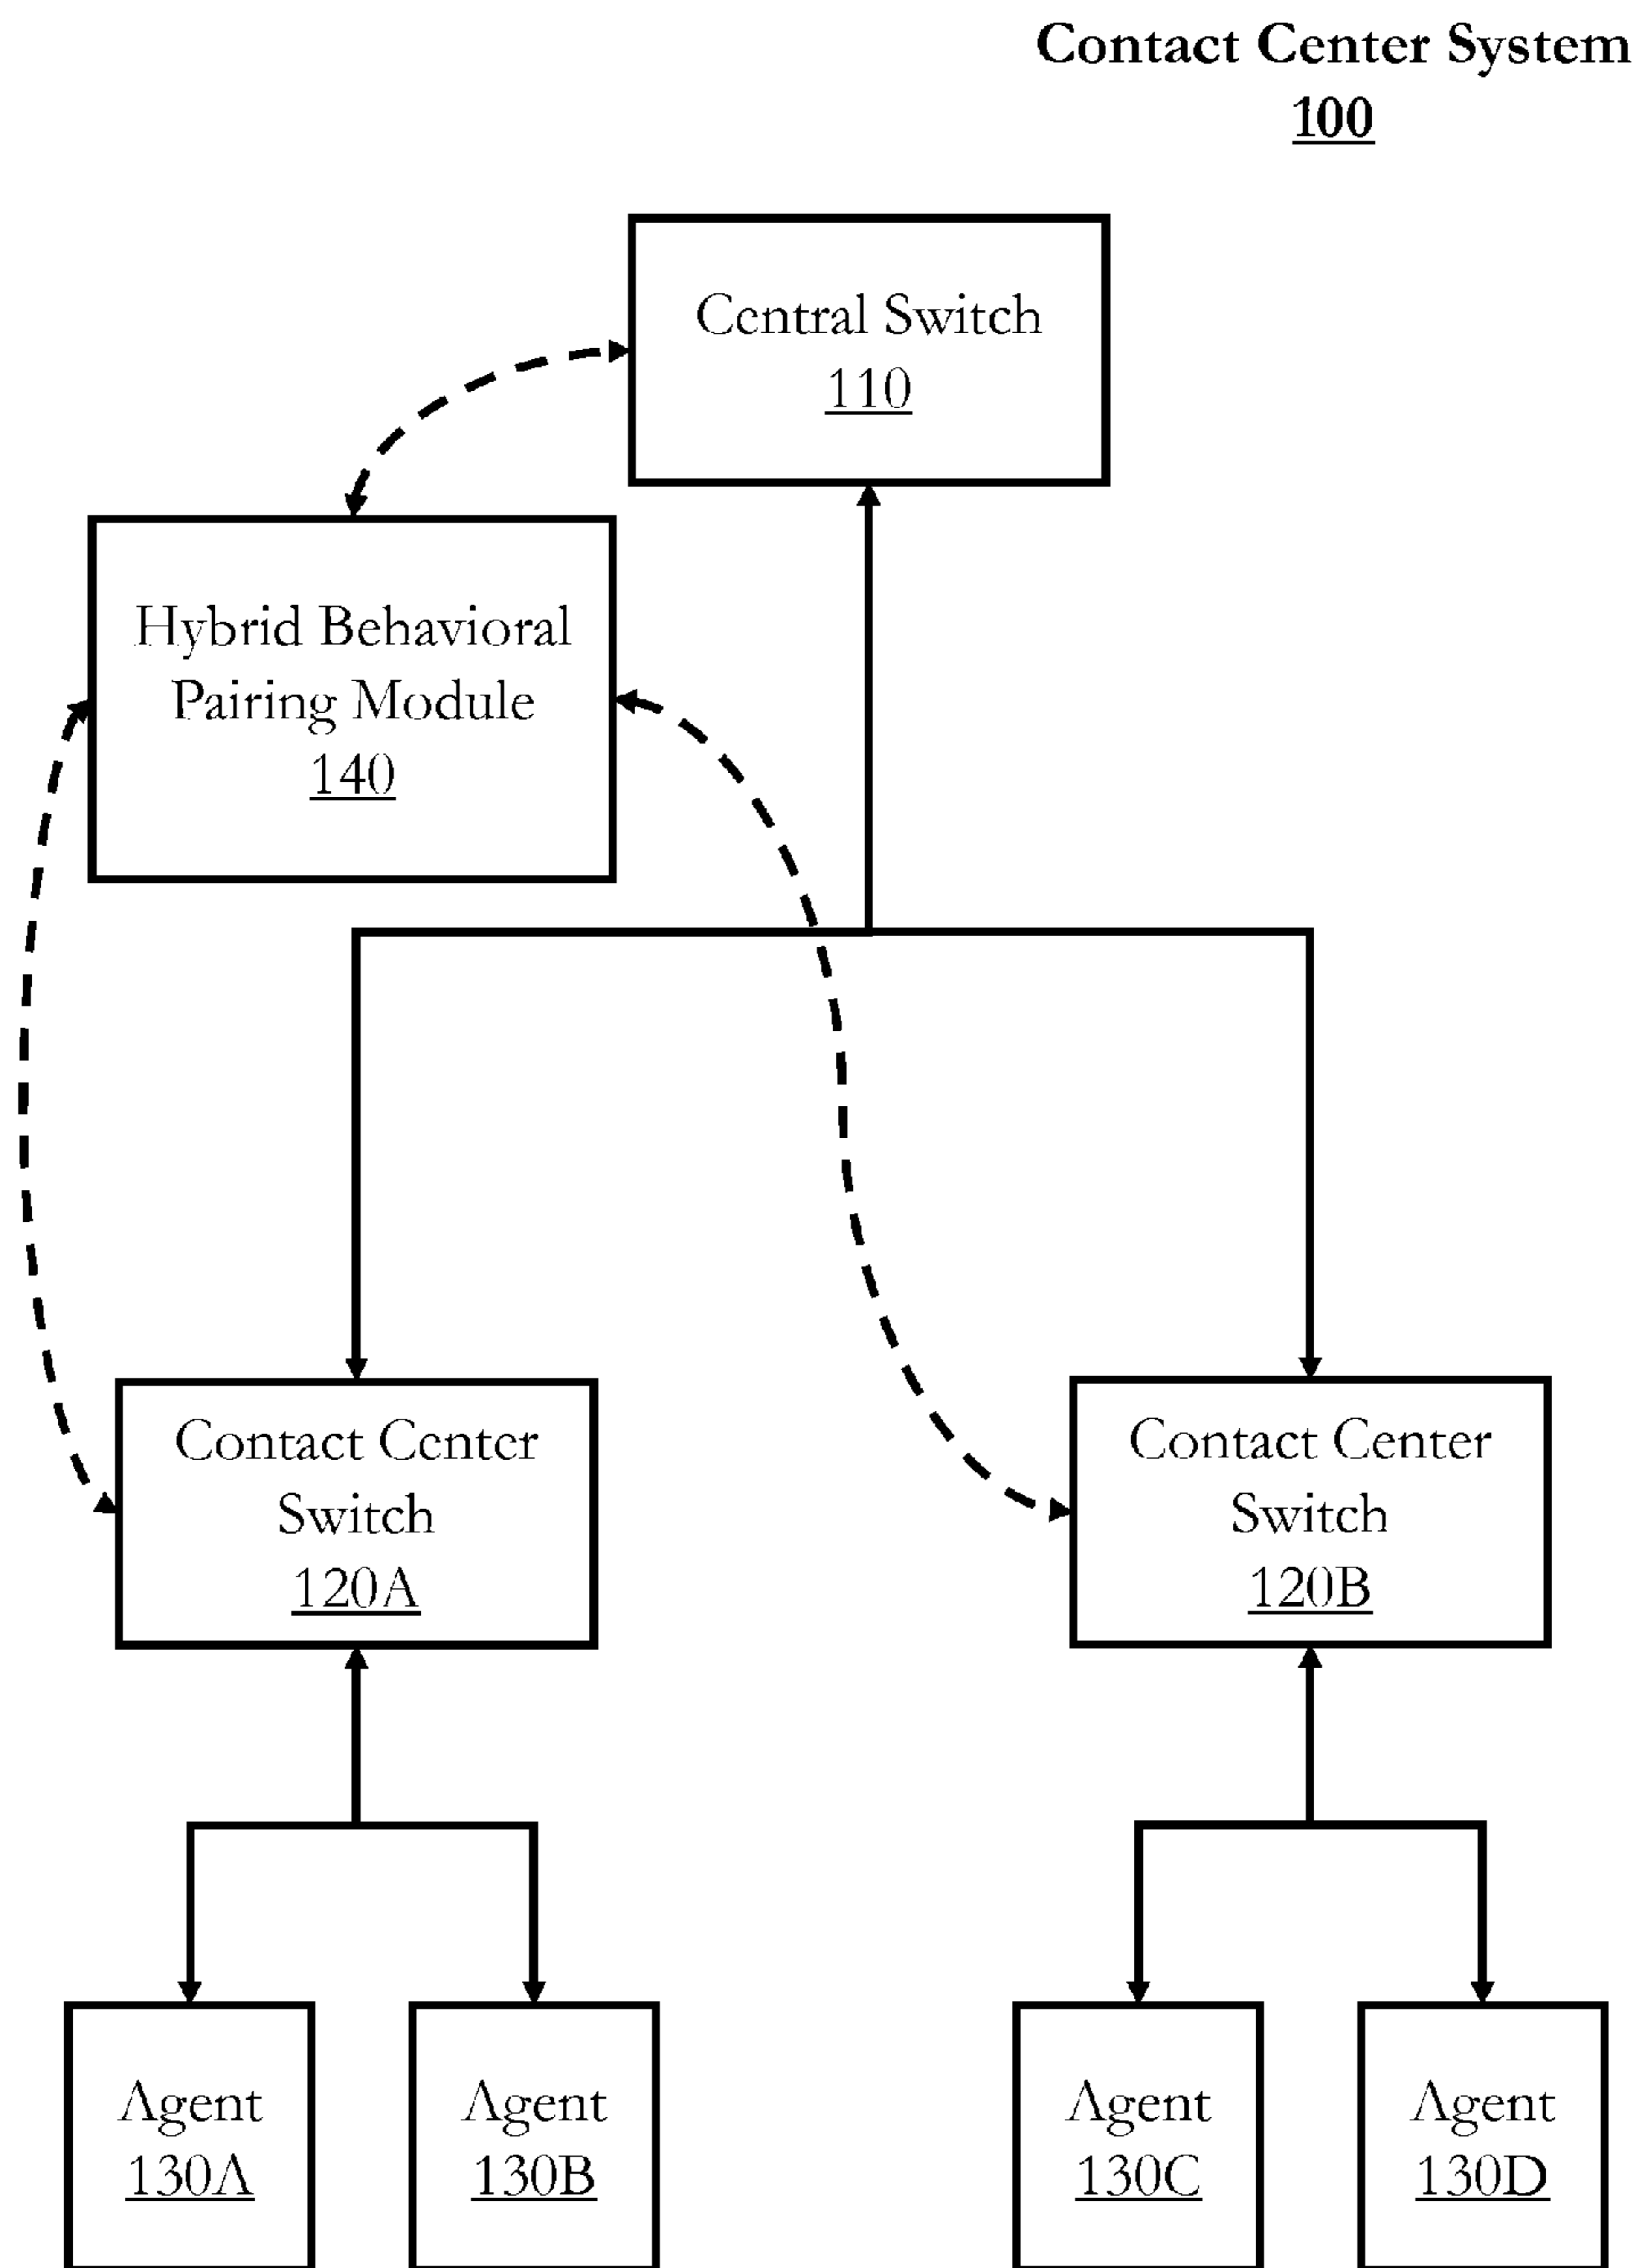 Contact Center System
100
Central Switch
110
Hybrid Behavioral
Pairing Module
140
Contact Center
Switch
120A
Contact Center
Switch
120B
Agent
130A
Agent
130B
Agent
130C
Agent
130D